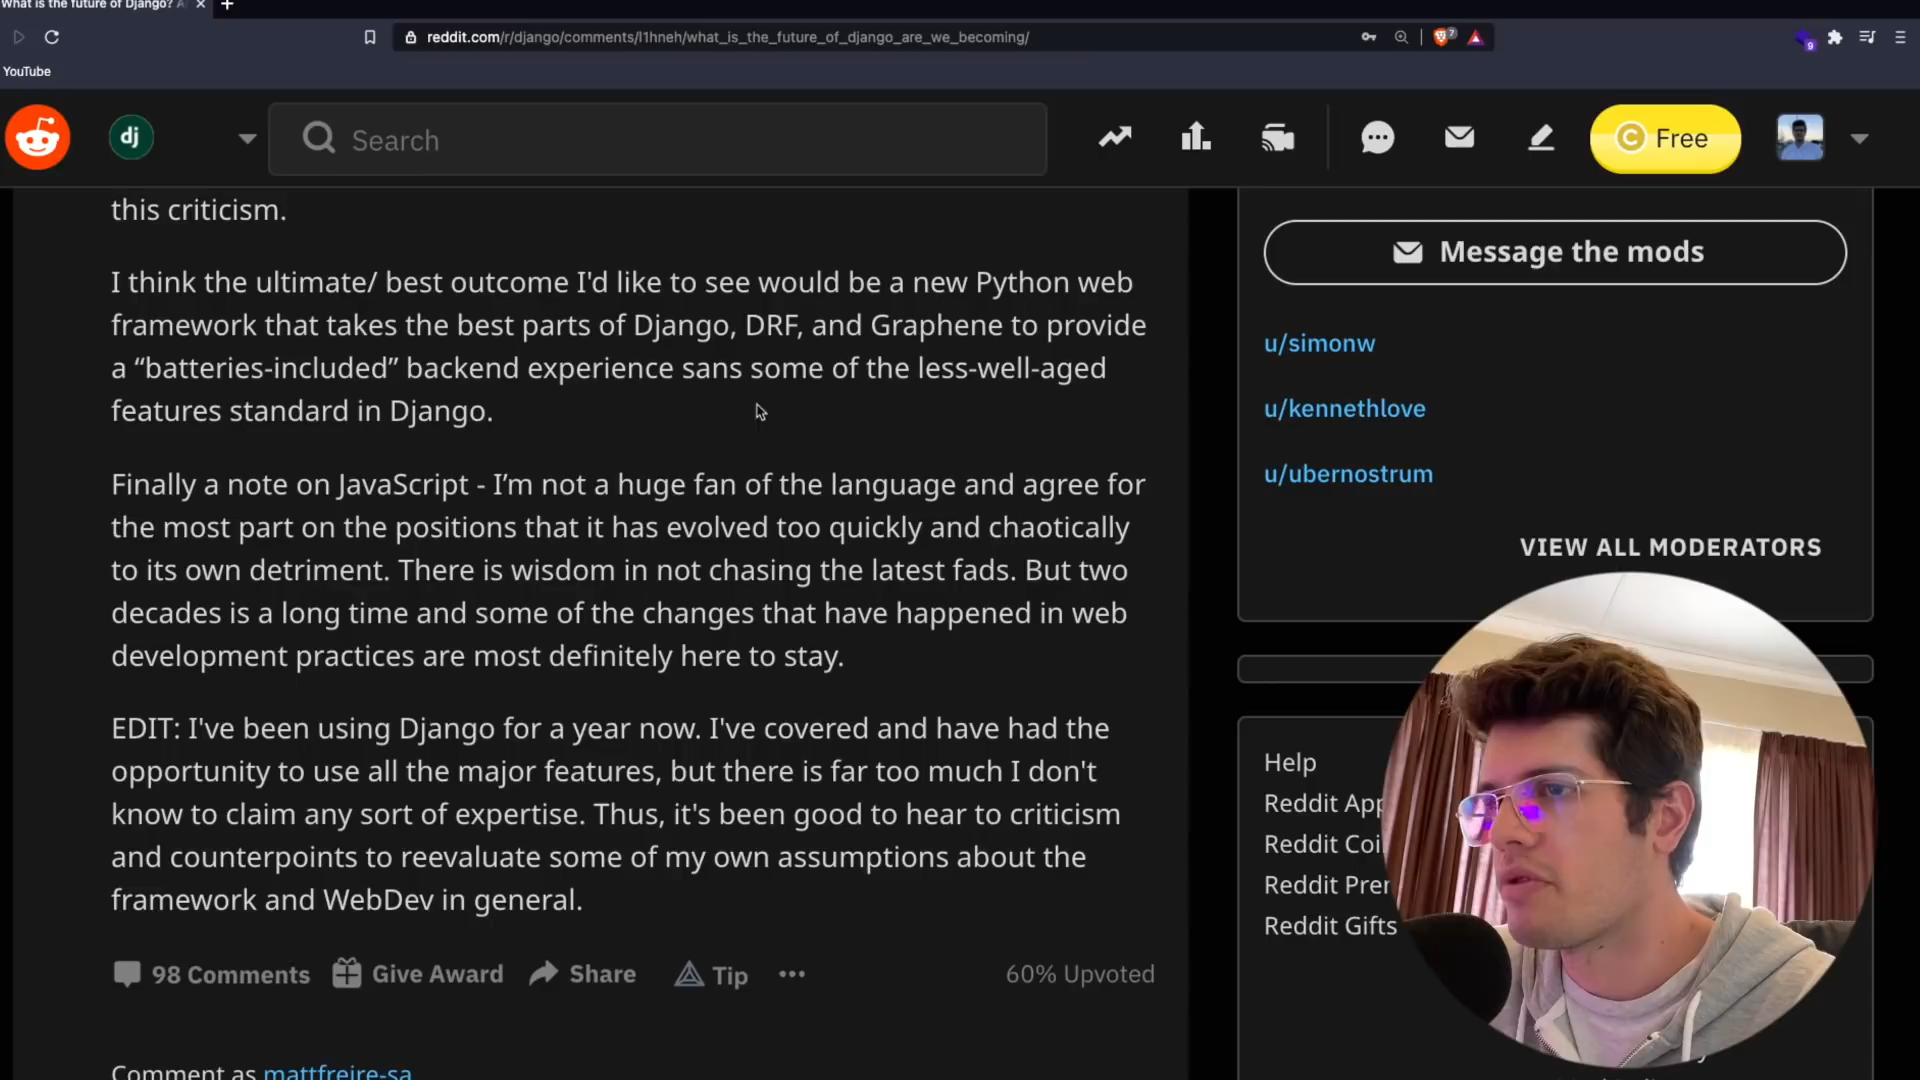 What is the future of Django? A
YouTube
reddit.com/r/django/comments/l1hneh/what_is_the_future_of_django_are_we_becoming/
7
9
dj
Search
Free
this criticism.
I think the ultimate/ best outcome I'd like to see would be a new Python web
framework that takes the best parts of Django, DRF, and Graphene to provide
a “batteries-included” backend experience sans some of the less-well-aged
features standard in Django.
Finally a note on JavaScript - I’m not a huge fan of the language and agree for
the most part on the positions that it has evolved too quickly and chaotically
to its own detriment. There is wisdom in not chasing the latest fads. But two
decades is a long time and some of the changes that have happened in web
development practices are most definitely here to stay.
EDIT: I've been using Django for a year now. I've covered and have had the
opportunity to use all the major features, but there is far too much I don't
know to claim any sort of expertise. Thus, it's been good to hear to criticism
and counterpoints to reevaluate some of my own assumptions about the
framework and WebDev in general.
98 Comments
Give Award
Share
Tip
60% Upvoted
Comment as mattfreire-sa
Message the mods
u/simonw
u/kennethlove
u/ubernostrum
VIEW ALL MODERATORS
Help
Reddit App
Reddit Coi
Reddit Prer
Reddit Gifts